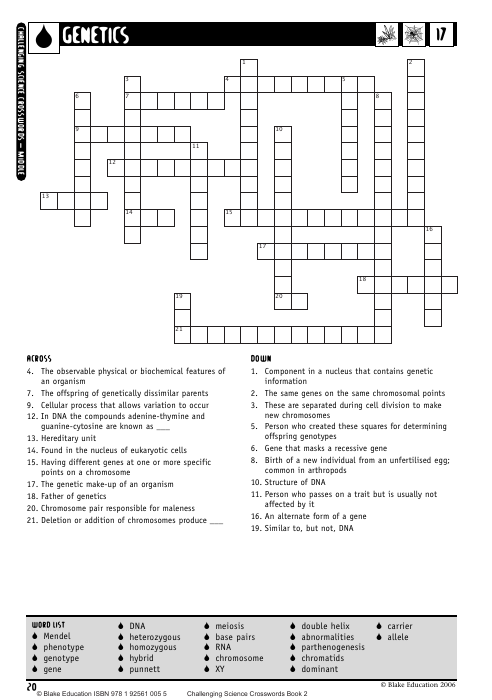 GENETICS
17
CHALLENGING SCIENCE CROSSWORDS – MIDDLE
1
2
3
4
5
6
7
8
9
10
11
12
13
14
15
16
17
18
19
20
21
ACROSS
4. The observable physical or biochemical features of
an organism
7. The offspring of genetically dissimilar parents
9. Cellular process that allows variation to occur
12. In DNA the compounds adenine-thymine and
guanine-cytosine are known as ___
13. Hereditary unit
14. Found in the nucleus of eukaryotic cells
15. Having different genes at one or more specific
points on a chromosome
17. The genetic make-up of an organism
18. Father of genetics
20. Chromosome pair responsible for maleness
21. Deletion or addition of chromosomes produce ___
DOWN
1. Component in a nucleus that contains genetic
information
2. The same genes on the same chromosomal points
3. These are separated during cell division to make
new chromosomes
5. Person who created these squares for determining
offspring genotypes
6. Gene that masks a recessive gene
8. Birth of a new individual from an unfertilised egg;
common in arthropods
10. Structure of DNA
11. Person who passes on a trait but is usually not
affected by it
16. An alternate form of a gene
19. Similar to, but not, DNA
WORD LIST
Mendel
phenotype
genotype
gene
DNA
heterozygous
homozygous
hybrid
punnett
meiosis
base pairs
RNA
chromosome
XY
double helix
abnormalities
parthenogenesis
chromatids
dominant
carrier
allele
20
© Blake Education 2006
© Blake Education ISBN 978 1 92561 005 5 Challenging Science Crosswords Book 2